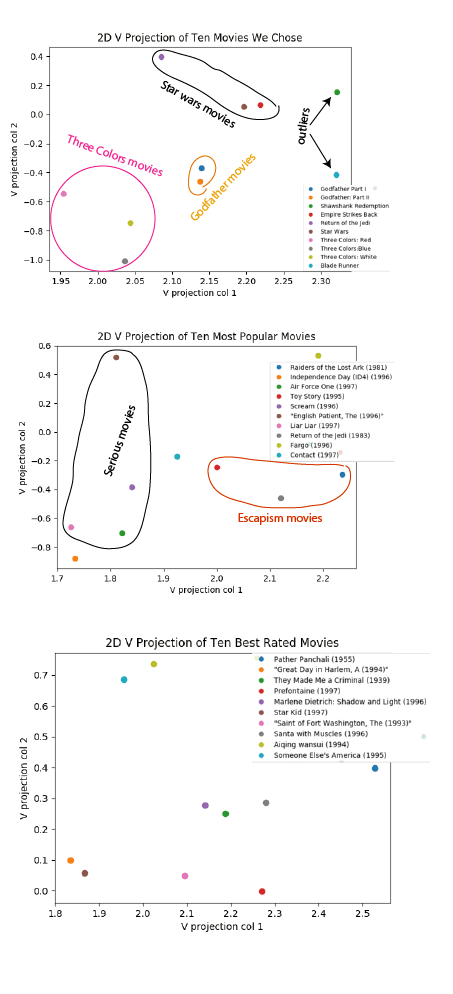 2D V Projection of Ten Movies We Chose
0.4
0.2
0.0
−0.2
−0.4
−0.6
−0.8
−1.0
V projection col 2
Star wars movies
outliers
Three Colors movies
Godfather movies
Godfather Part I
Godfather: Part II
Shawshank Redemption
Empire Strikes Back
Return of the Jedi
Star Wars
Three Colors: Red
Three Colors:Blue
Three Colors: White
Blade Runner
1.95 2.00 2.05 2.10 2.15 2.20 2.25 2.30
V projection col 1
2D V Projection of Ten Most Popular Movies
0.6
0.4
0.2
0.0
−0.2
−0.4
−0.6
−0.8
V projection col 2
Serious movies
Escapism movies
Raiders of the Lost Ark (1981)
Independence Day (ID4) (1996)
Air Force One (1997)
Toy Story (1995)
Scream (1996)
"English Patient, The (1996)"
Liar Liar (1997)
Return of the Jedi (1983)
Fargo (1996)
Contact (1997)
1.7 1.8 1.9 2.0 2.1 2.2
V projection col 1
2D V Projection of Ten Best Rated Movies
0.7
0.6
0.5
0.4
0.3
0.2
0.1
0.0
V projection col 2
Pather Panchali (1955)
"Great Day in Harlem, A (1994)"
They Made Me a Criminal (1939)
Prefontaine (1997)
Marlene Dietrich: Shadow and Light (1996)
Star Kid (1997)
"Saint of Fort Washington, The (1993)"
Santa with Muscles (1996)
Aiqing wansui (1994)
Someone Else's America (1995)
1.8 1.9 2.0 2.1 2.2 2.3 2.4 2.5
V projection col 1